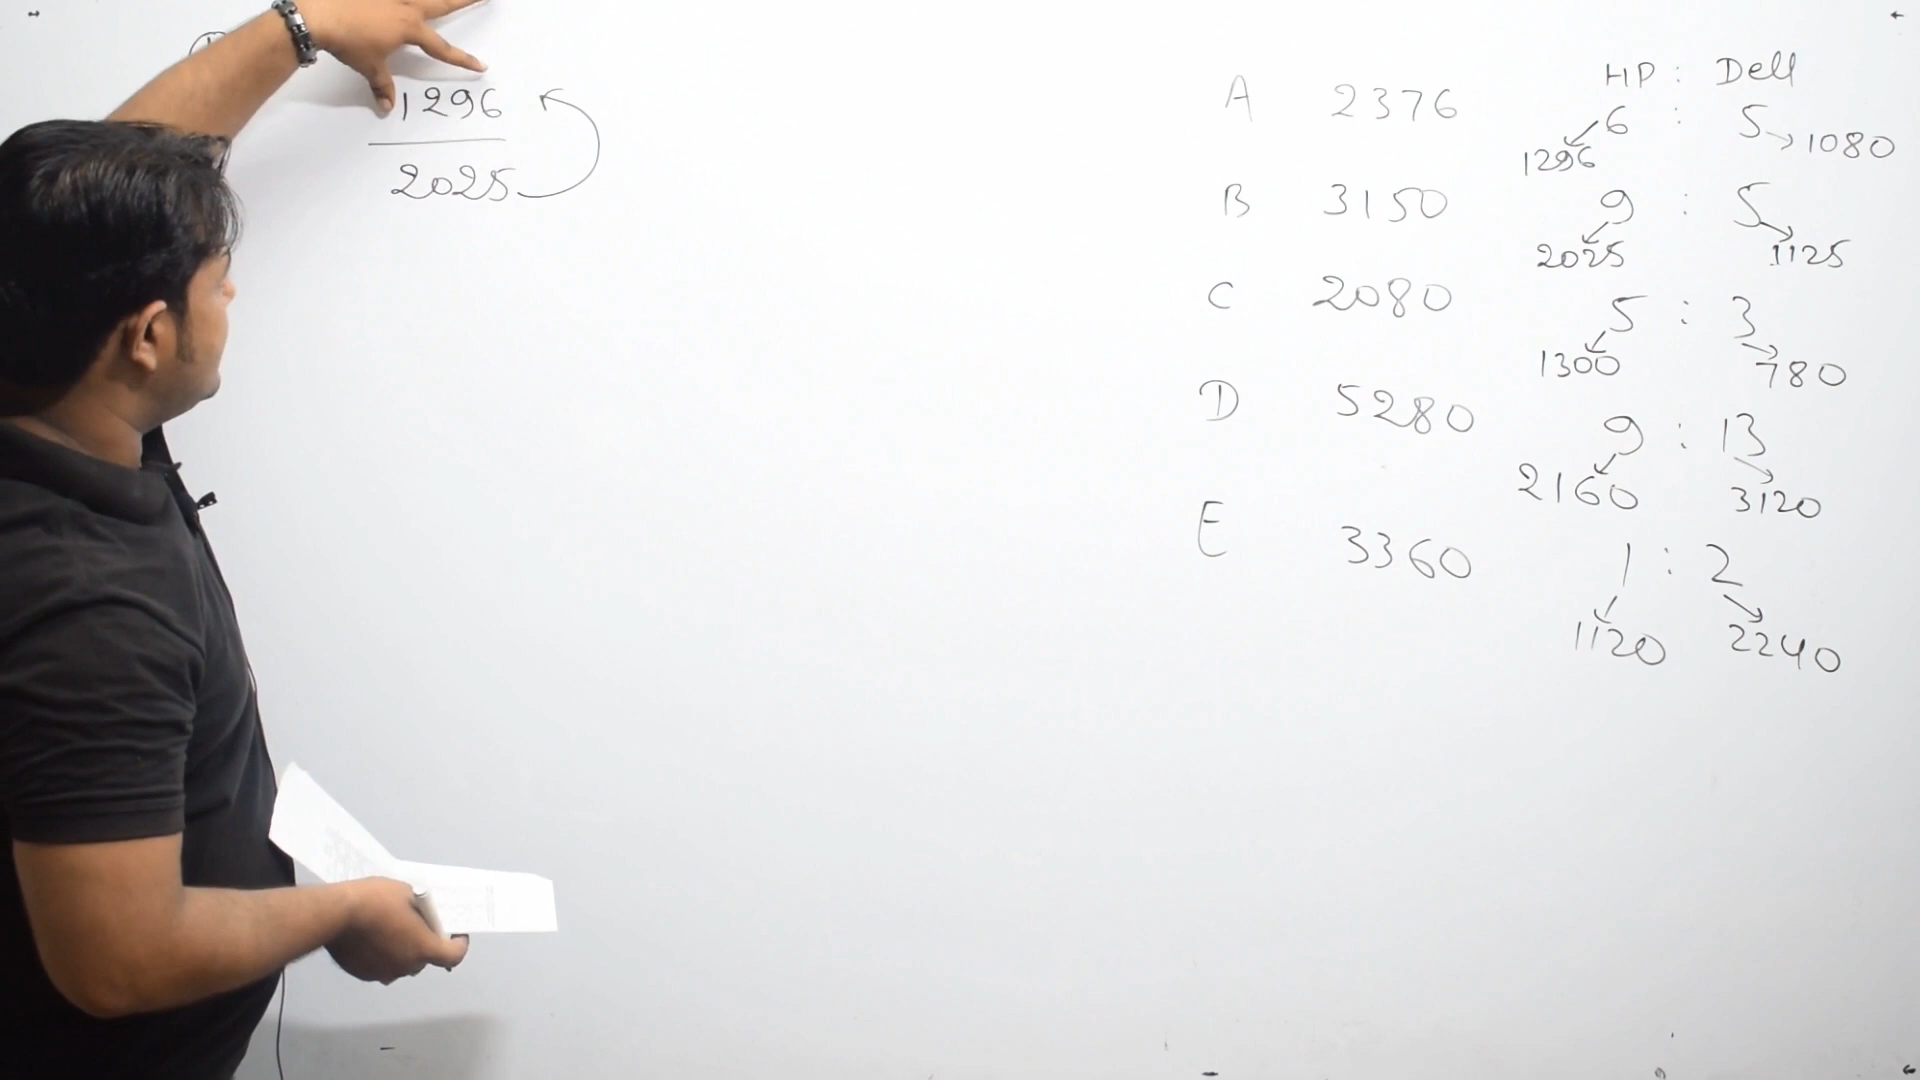 1296
2025
HP : Dell
A 2376 6 : 5 → 1080
1296
B 3150 9 : 5
2025 1125
C 2080 5 : 3
1300 780
D 5280 9 : 13
2160 3120
E 3360 1 : 2
1120 2240